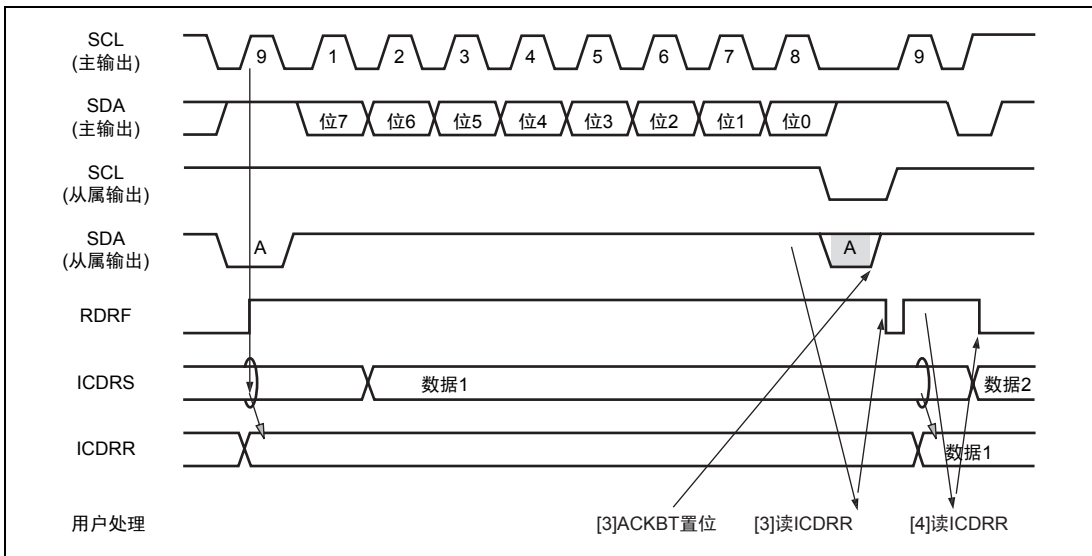 SCL
(主输出)
9 1 2 3 4 5 6 7 8 9
SDA
(主输出)
位7 位6 位5 位4 位3 位2 位1 位0
SCL
(从属输出)
SDA
(从属输出)
A A
RDRF
ICDRS
数据1 数据2
ICDRR
数据1
用户处理
[3]ACKBT置位 [3]读ICDRR [4]读ICDRR